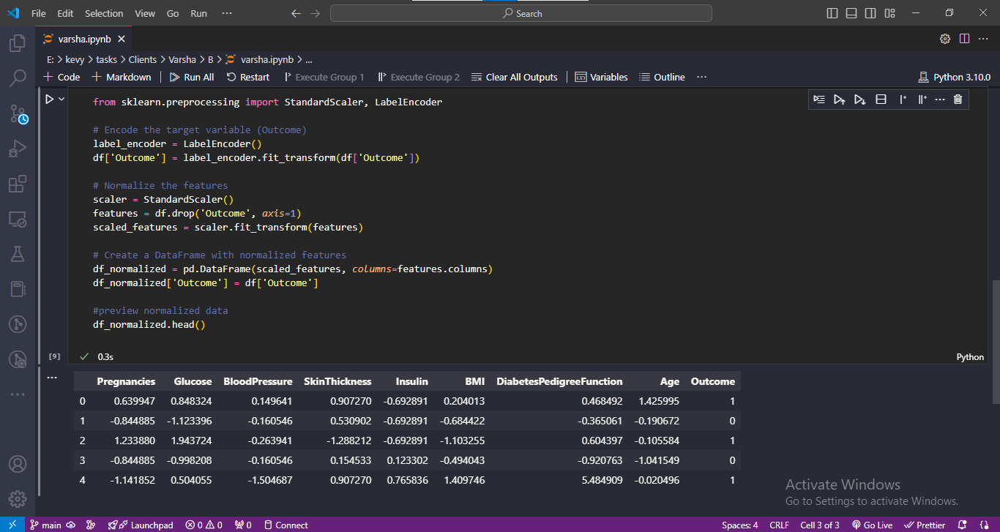 File Edit Selection View Go Run ··· Search
varsha.ipynb
E: > kevy > tasks > Clients > Varsha > B > varsha.ipynb > ...
+ Code + Markdown | Run All Restart Execute Group 1 Execute Group 2 Clear All Outputs | Variables Outline ··· Python 3.10.0
from sklearn.preprocessing import StandardScaler, LabelEncoder
# Encode the target variable (Outcome)
label_encoder = LabelEncoder()
df['Outcome'] = label_encoder.fit_transform(df['Outcome'])
# Normalize the features
scaler = StandardScaler()
features = df.drop('Outcome', axis=1)
scaled_features = scaler.fit_transform(features)
# Create a DataFrame with normalized features
df_normalized = pd.DataFrame(scaled_features, columns=features.columns)
df_normalized['Outcome'] = df['Outcome']
#preview normalized data
df_normalized.head()
[9] 0.3s Python
Pregnancies Glucose BloodPressure SkinThickness Insulin BMI DiabetesPedigreeFunction Age Outcome
0 0.639947 0.848324 0.149641 0.907270 -0.692891 0.204013 0.468492 1.425995 1
1 -0.844885 -1.123396 -0.160546 0.530902 -0.692891 -0.684422 -0.365061 -0.190672 0
2 1.233880 1.943724 -0.263941 -1.288212 -0.692891 -1.103255 0.604397 -0.105584 1
3 -0.844885 -0.998208 -0.160546 0.154533 0.123302 -0.494043 -0.920763 -1.041549 0
4 -1.141852 0.504055 -1.504687 0.907270 0.765836 1.409746 5.484909 -0.020496 1
Activate Windows
Go to Settings to activate Windows.
main Launchpad 0 0 0 Connect Spaces: 4 CRLF Cell 3 of 3 Go Live Prettier